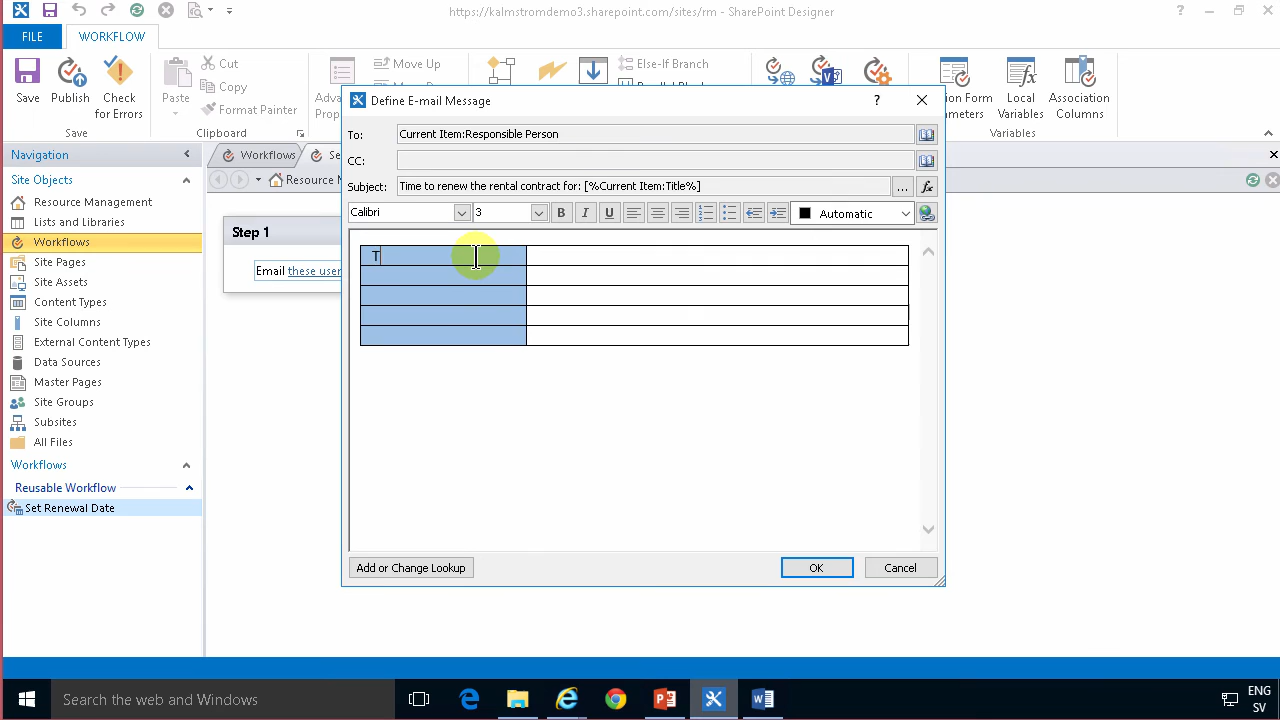 https://kalmstromdemo3.sharepoint.com/sites/rm - SharePoint Designer
FILE
WORKFLOW
Save
Publish
Check
for Errors
Save
Paste
Cut
Copy
Format Painter
Clipboard
Move Up
Else-If Branch
Local
Variables
Association
Columns
Variables
Define E-mail Message
To:
Current Item:Responsible Person
CC:
Subject:
Time to renew the rental contract for: [%Current Item:Title%]
Calibri
3
B
I
U
Automatic
T
Add or Change Lookup
OK
Cancel
Navigation
Site Objects
Resource Management
Lists and Libraries
Workflows
Site Pages
Site Assets
Content Types
Site Columns
External Content Types
Data Sources
Master Pages
Site Groups
Subsites
All Files
Workflows
Reusable Workflow
Set Renewal Date
Workflows
Resource M
Step 1
Email these user
Search the web and Windows
ENG
SV